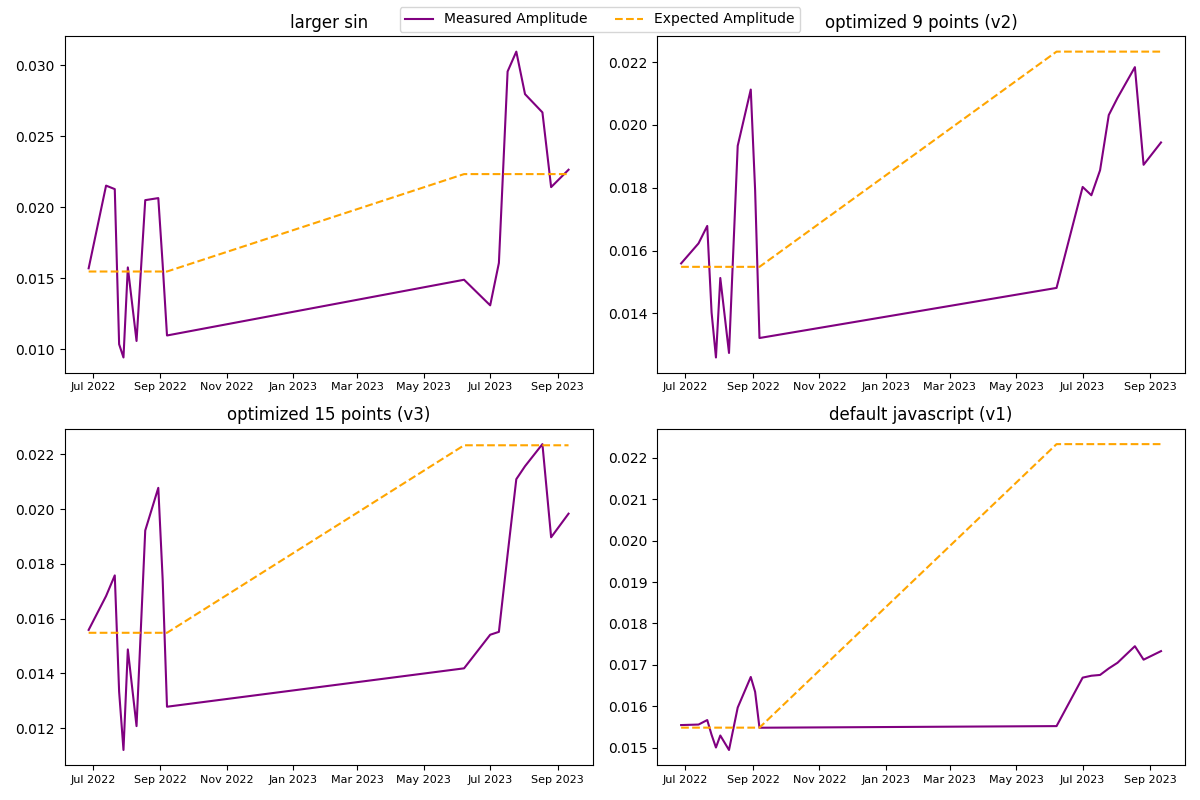 Measured Amplitude Expected Amplitude
larger sin
0.030
0.025
0.020
0.015
0.010
Jul 2022 Sep 2022 Nov 2022 Jan 2023 Mar 2023 May 2023 Jul 2023 Sep 2023
optimized 9 points (v2)
0.022
0.020
0.018
0.016
0.014
Jul 2022 Sep 2022 Nov 2022 Jan 2023 Mar 2023 May 2023 Jul 2023 Sep 2023
optimized 15 points (v3)
0.022
0.020
0.018
0.016
0.014
0.012
Jul 2022 Sep 2022 Nov 2022 Jan 2023 Mar 2023 May 2023 Jul 2023 Sep 2023
default javascript (v1)
0.022
0.021
0.020
0.019
0.018
0.017
0.016
0.015
Jul 2022 Sep 2022 Nov 2022 Jan 2023 Mar 2023 May 2023 Jul 2023 Sep 2023